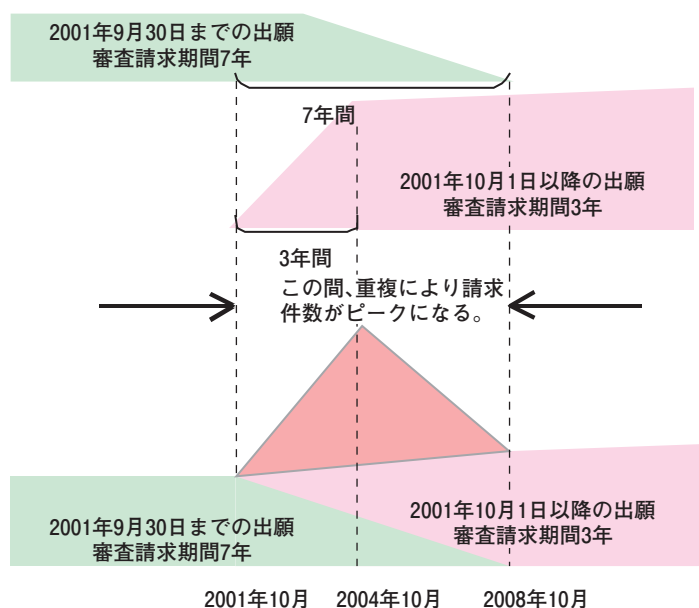 2001年9月30日までの出願
審査請求期間7年
7年間
2001年10月1日以降の出願
審査請求期間3年
3年間
この間、重複により請求
件数がピークになる。
2001年10月1日以降の出願
審査請求期間3年
2001年9月30日までの出願
審査請求期間7年
2001年10月 2004年10月 2008年10月